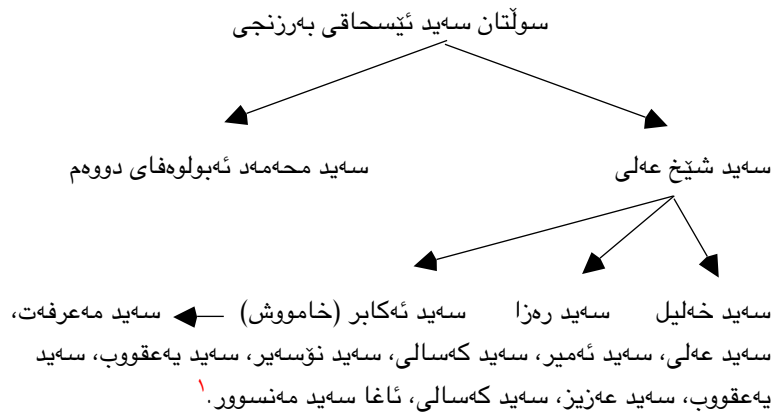 سوڵتان سەید ئێسحاقی بەرزنجی
سەید شێخ عەلی سەید محەمەد ئەبولوەفای دووەم
سەید خەلیل سەید رەزا سەید ئەکابر (خامووش) سەید مەعرفەت،
سەید عەلی، سەید ئەمیر، سەید کەسالی، سەید نۆسەیر، سەید یەعقووب، سەید
یەعقووب، سەید عەزیز، سەید کەسالی، ئاغا سەید مەنسوور.١